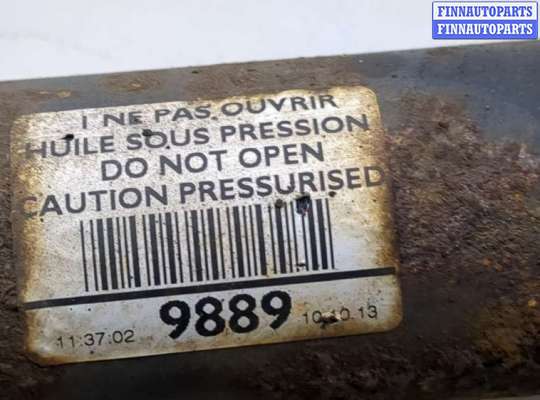 FINNAUTOPARTS
FINNAUTOPARTS
! NE PAS OUVRIR
HUILE SOUS PRESSION
DO NOT OPEN
CAUTION PRESSURISED
11:37:02 9889 10.10.13